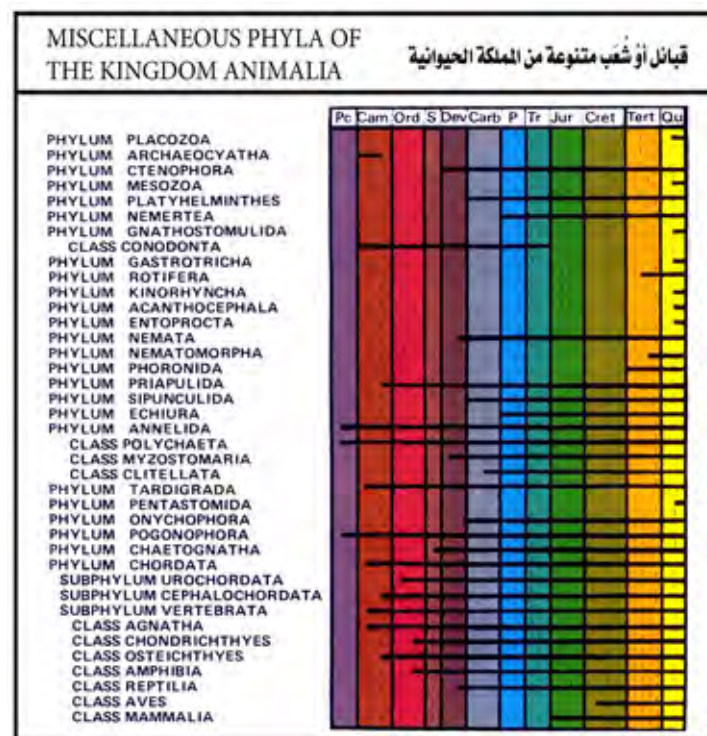 MISCELLANEOUS PHYLA OF
THE KINGDOM ANIMALIA
قبائل أوْ شُعَب متنوعة من المملكة الحيوانية
Pc Cam Ord S Dev Carb P Tr Jur Cret Tert Qu
PHYLUM PLACOZOA
PHYLUM ARCHAEOCYATHA
PHYLUM CTENOPHORA
PHYLUM MESOZOA
PHYLUM PLATYHELMINTHES
PHYLUM NEMERTEA
PHYLUM GNATHOSTOMULIDA
CLASS CONODONTA
PHYLUM GASTROTRICHA
PHYLUM ROTIFERA
PHYLUM KINORHYNCHA
PHYLUM ACANTHOCEPHALA
PHYLUM ENTOPROCTA
PHYLUM NEMATA
PHYLUM NEMATOMORPHA
PHYLUM PHORONIDA
PHYLUM PRIAPULIDA
PHYLUM SIPUNCULIDA
PHYLUM ECHIURA
PHYLUM ANNELIDA
CLASS POLYCHAETA
CLASS MYZOSTOMARIA
CLASS CLITELLATA
PHYLUM TARDIGRADA
PHYLUM PENTASTOMIDA
PHYLUM ONYCHOPHORA
PHYLUM POGONOPHORA
PHYLUM CHAETOGNATHA
PHYLUM CHORDATA
SUBPHYLUM UROCHORDATA
SUBPHYLUM CEPHALOCHORDATA
SUBPHYLUM VERTEBRATA
CLASS AGNATHA
CLASS CHONDRICHTHYES
CLASS OSTEICHTHYES
CLASS AMPHIBIA
CLASS REPTILIA
CLASS AVES
CLASS MAMMALIA